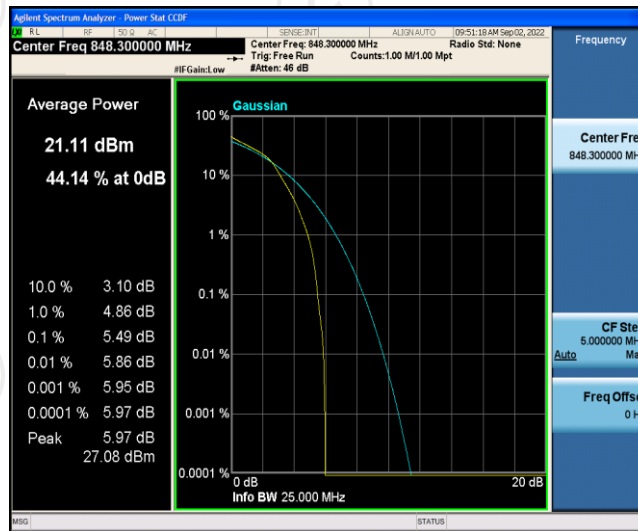 Agilent Spectrum Analyzer - Power Stat CCDF
RL RF 50 Ω AC SENSE:INT ALIGN AUTO 09:51:18 AM Sep 02, 2022
Center Freq 848.300000 MHz
Center Freq: 848.300000 MHz Radio Std: None
Trig: Free Run Counts:1.00 M/1.00 Mpt
#IFGain:Low #Atten: 46 dB
Frequency
Average Power
21.11 dBm
44.14 % at 0dB
10.0 % 3.10 dB
1.0 % 4.86 dB
0.1 % 5.49 dB
0.01 % 5.86 dB
0.001 % 5.95 dB
0.0001 % 5.97 dB
Peak 5.97 dB
27.08 dBm
Gaussian
100 %
10 %
1 %
0.1 %
0.01 %
0.001 %
0.0001 %
0 dB 20 dB
Info BW 25.000 MHz
Center Fre
848.300000 MH
CF Ste
5.000000 MH
Auto Ma
Freq Offse
0 H
MSG STATUS